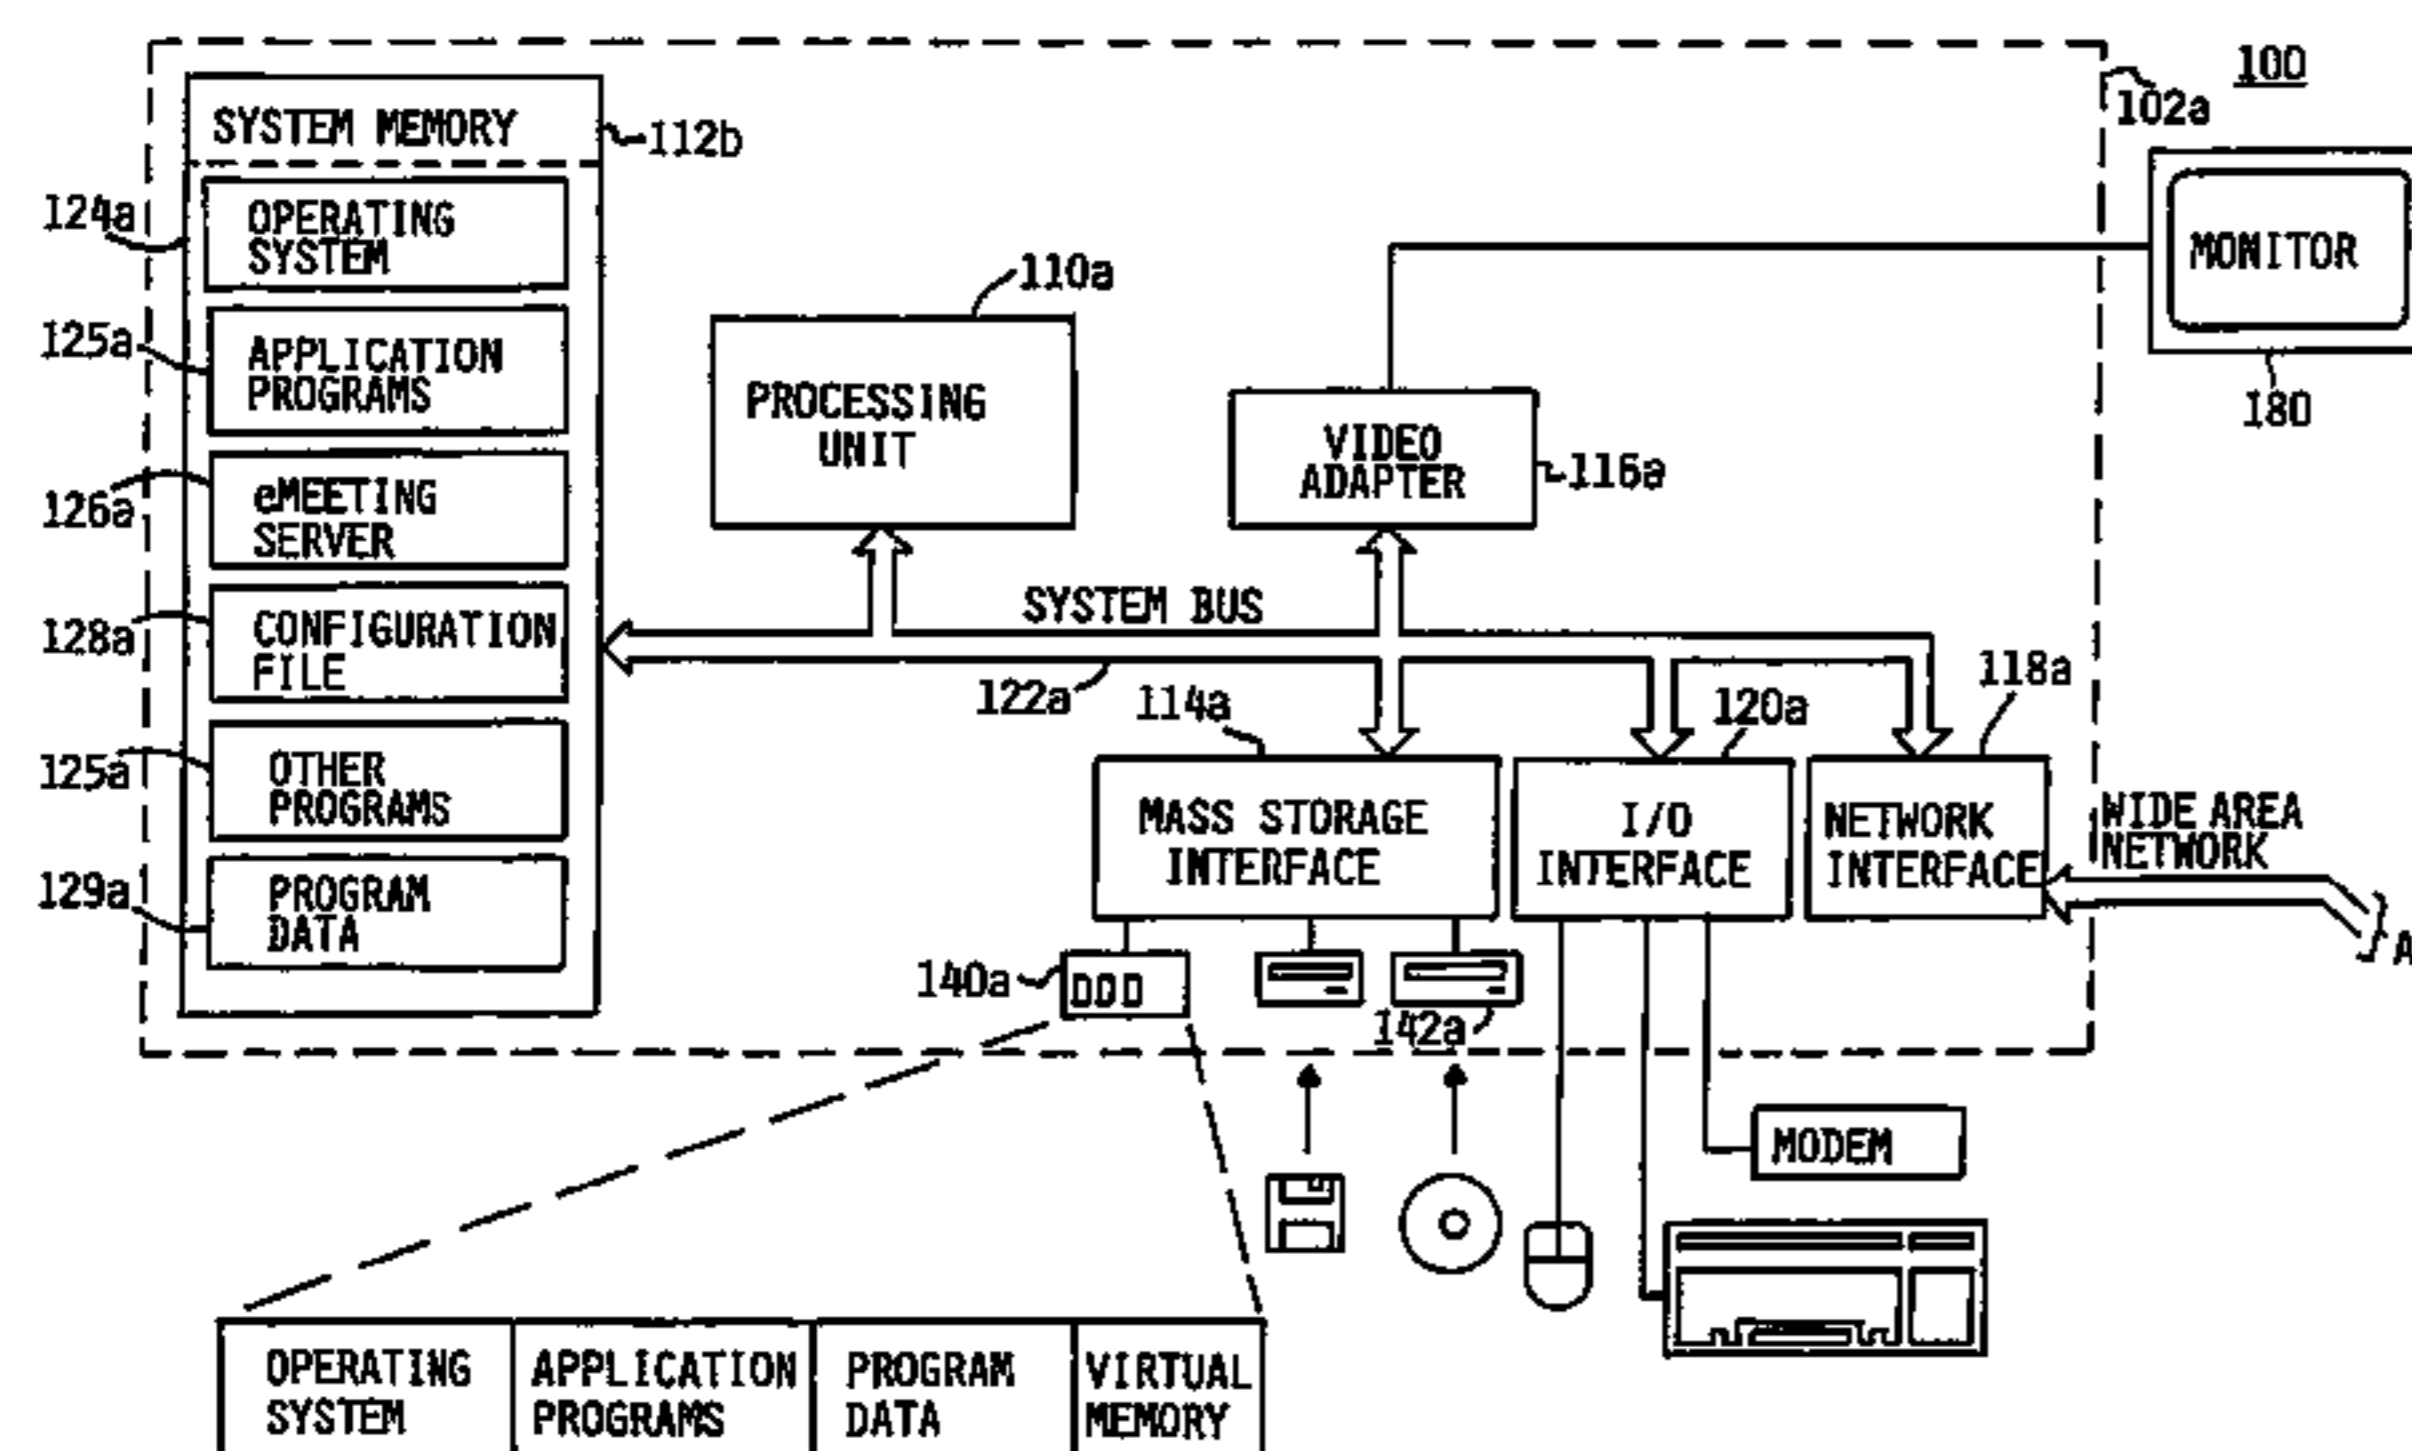 100
102a
SYSTEM MEMORY
112b
124a
OPERATING
SYSTEM
MONITOR
180
110a
125a
APPLICATION
PROGRAMS
PROCESSING
UNIT
VIDEO
ADAPTER
116a
126a
eMEETING
SERVER
SYSTEM BUS
122a
128a
CONFIGURATION
FILE
114a
120a
118a
125a
OTHER
PROGRAMS
MASS STORAGE
INTERFACE
I/O
INTERFACE
NETWORK
INTERFACE
WIDE AREA
NETWORK
A
129a
PROGRAM
DATA
140a
142a
MODEM
OPERATING
SYSTEM
APPLICATION
PROGRAMS
PROGRAM
DATA
VIRTUAL
MEMORY